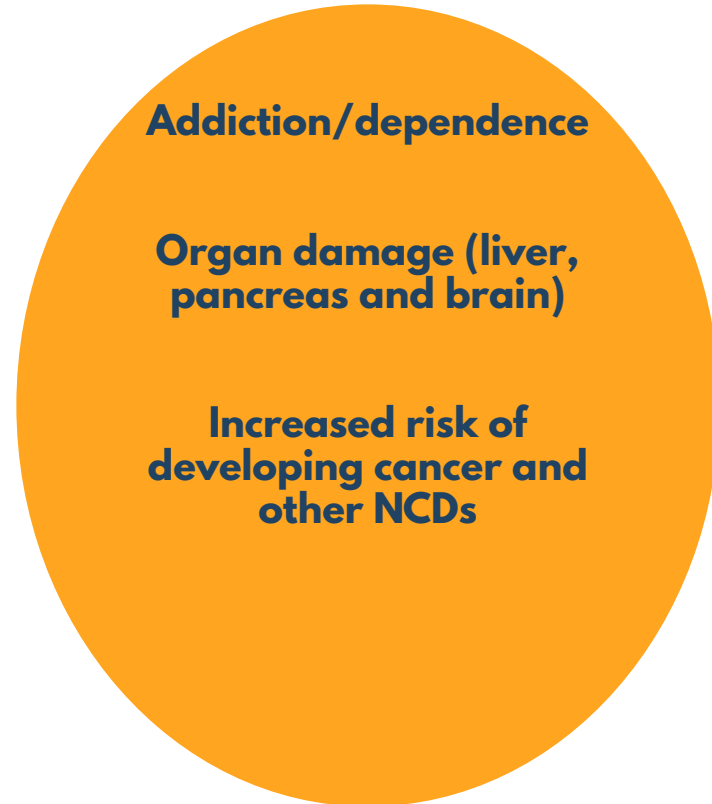 Addiction/dependence
Organ damage (liver,
pancreas and brain)
Increased risk of
developing cancer and
other NCDs